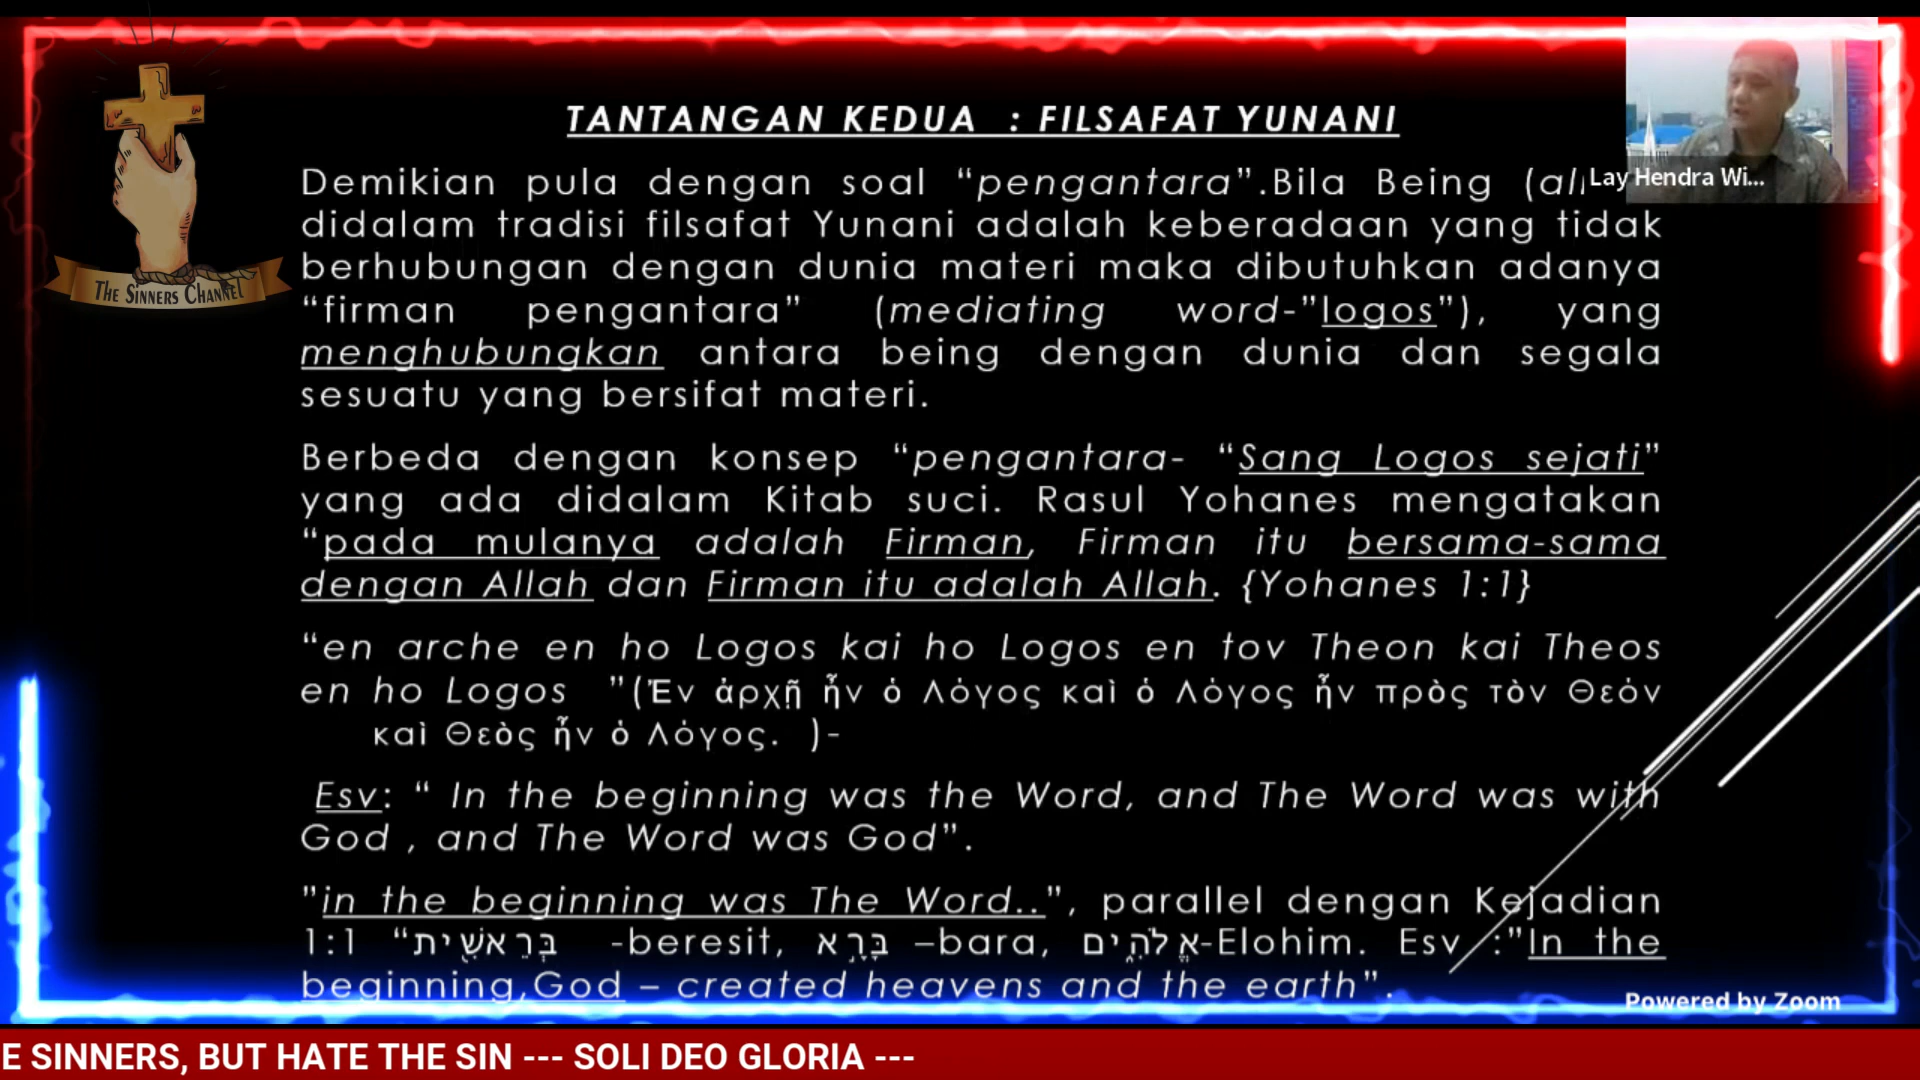 TANTANGAN KEDUA : FILSAFAT YUNANI
Lay Hendra Wi...
THE SINNERS CHANNEL
Demikian pula dengan soal “pengantara”.Bila Being (all
didalam tradisi filsafat Yunani adalah keberadaan yang tidak
berhubungan dengan dunia materi maka dibutuhkan adanya
“firman pengantara” (mediating word-”logos”), yang
menghubungkan antara being dengan dunia dan segala
sesuatu yang bersifat materi.
Berbeda dengan konsep “pengantara- “Sang Logos sejati”
yang ada didalam Kitab suci. Rasul Yohanes mengatakan
“pada mulanya adalah Firman, Firman itu bersama-sama
dengan Allah dan Firman itu adalah Allah. {Yohanes 1:1}
“en arche en ho Logos kai ho Logos en tov Theon kai Theos
en ho Logos ”(Ἐν ἀρχῇ ἦν ὁ Λόγος καὶ ὁ Λόγος ἦν πρὸς τὸν Θεόν
καὶ Θεὸς ἦν ὁ Λόγος. )-
Esv: “ In the beginning was the Word, and The Word was with
God , and The Word was God”.
”in the beginning was The Word..”, parallel dengan Kejadian
1:1 “בְּרֵאשִׁ֖ית -beresit, בָּרָ֣א –bara, אֱלֹהִ֑ים-Elohim. Esv :”In the
beginning,God – created heavens and the earth”.
Powered by Zoom
E SINNERS, BUT HATE THE SIN --- SOLI DEO GLORIA ---